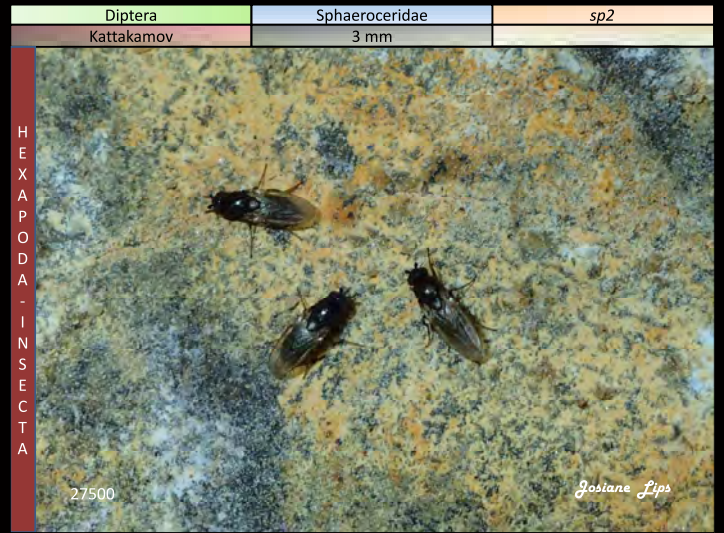 Diptera Sphaeroceridae sp2
Kattakamov 3 mm
HEXAPODA-INSECTA
27500 Josiane Lips